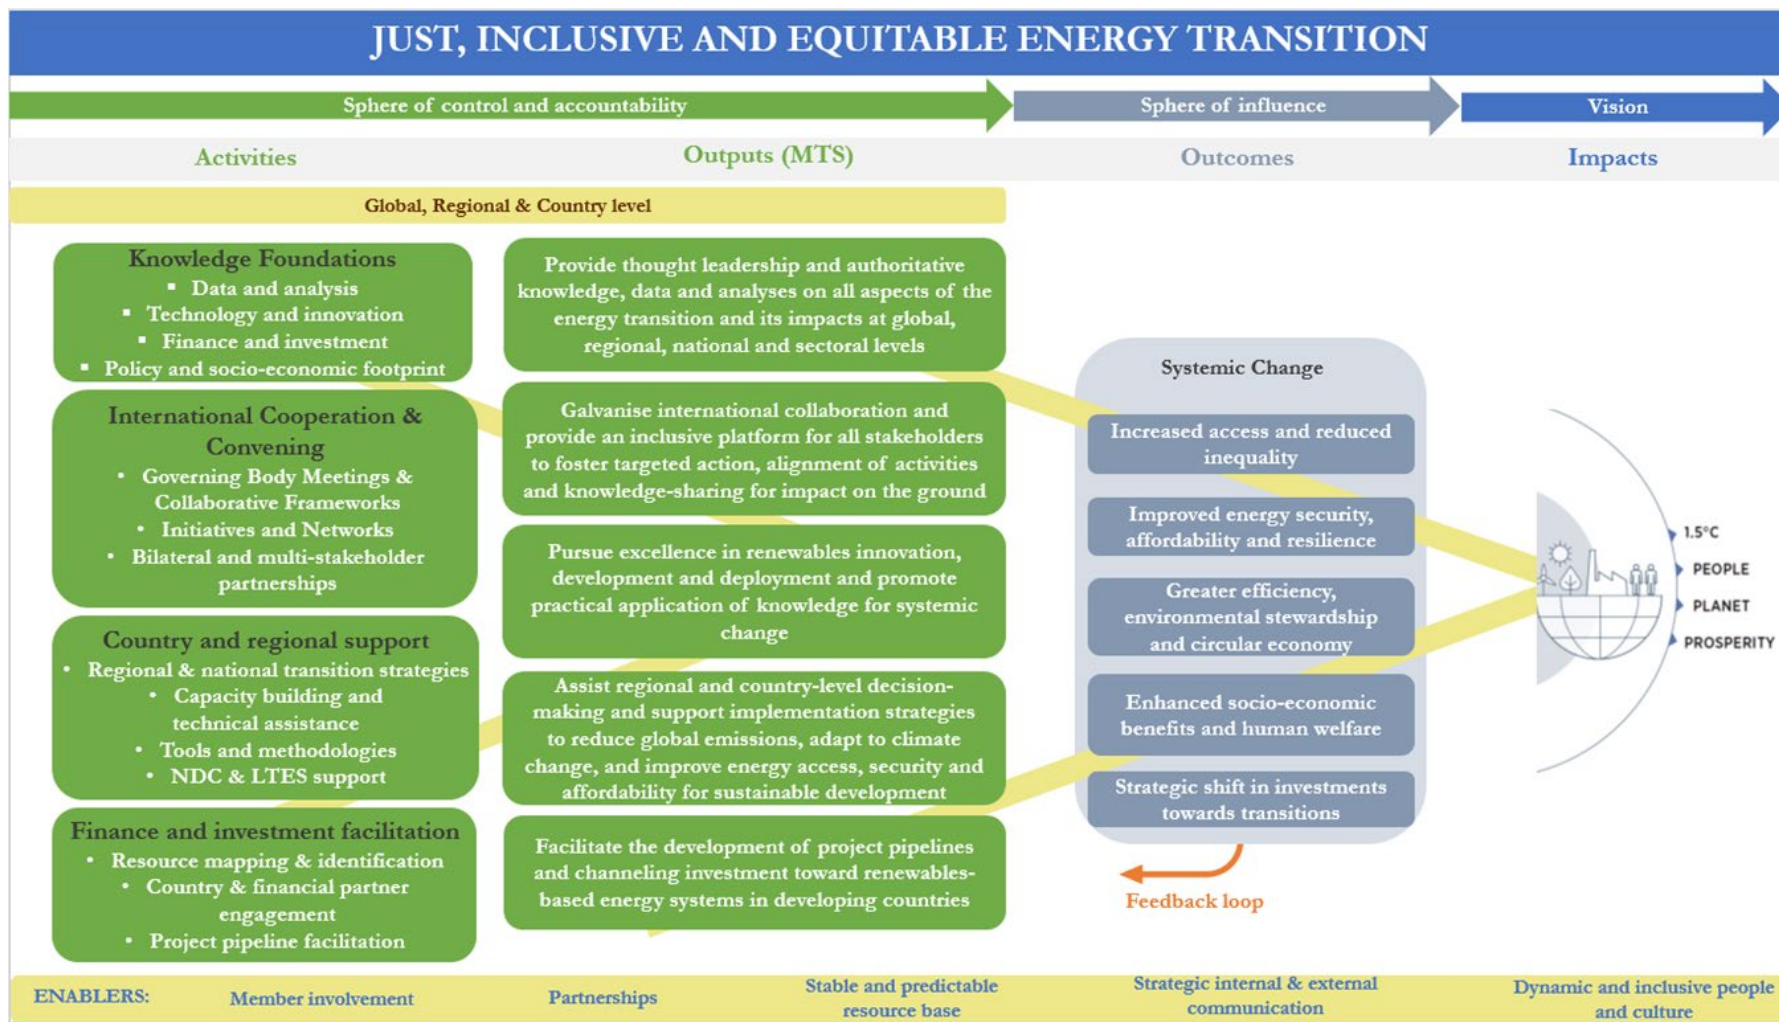 JUST, INCLUSIVE AND EQUITABLE ENERGY TRANSITION
Sphere of control and accountability
Sphere of influence
Vision
Activities
Outputs (MTS)
Outcomes
Impacts
Global, Regional & Country level
Knowledge Foundations
▪ Data and analysis
▪ Technology and innovation
▪ Finance and investment
▪ Policy and socio-economic footprint
International Cooperation &
Convening
• Governing Body Meetings &
Collaborative Frameworks
• Initiatives and Networks
• Bilateral and multi-stakeholder
partnerships
Country and regional support
• Regional & national transition strategies
• Capacity building and
technical assistance
• Tools and methodologies
• NDC & LTES support
Finance and investment facilitation
• Resource mapping & identification
• Country & financial partner
engagement
• Project pipeline facilitation
Provide thought leadership and authoritative
knowledge, data and analyses on all aspects of the
energy transition and its impacts at global,
regional, national and sectoral levels
Galvanise international collaboration and
provide an inclusive platform for all stakeholders
to foster targeted action, alignment of activities
and knowledge-sharing for impact on the ground
Pursue excellence in renewables innovation,
development and deployment and promote
practical application of knowledge for systemic
change
Assist regional and country-level decision-
making and support implementation strategies
to reduce global emissions, adapt to climate
change, and improve energy access, security and
affordability for sustainable development
Facilitate the development of project pipelines
and channeling investment toward renewables-
based energy systems in developing countries
Systemic Change
Increased access and reduced
inequality
Improved energy security,
affordability and resilience
Greater efficiency,
environmental stewardship
and circular economy
Enhanced socio-economic
benefits and human welfare
Strategic shift in investments
towards transitions
Feedback loop
1.5°C
PEOPLE
PLANET
PROSPERITY
ENABLERS:
Member involvement
Partnerships
Stable and predictable
resource base
Strategic internal & external
communication
Dynamic and inclusive people
and culture